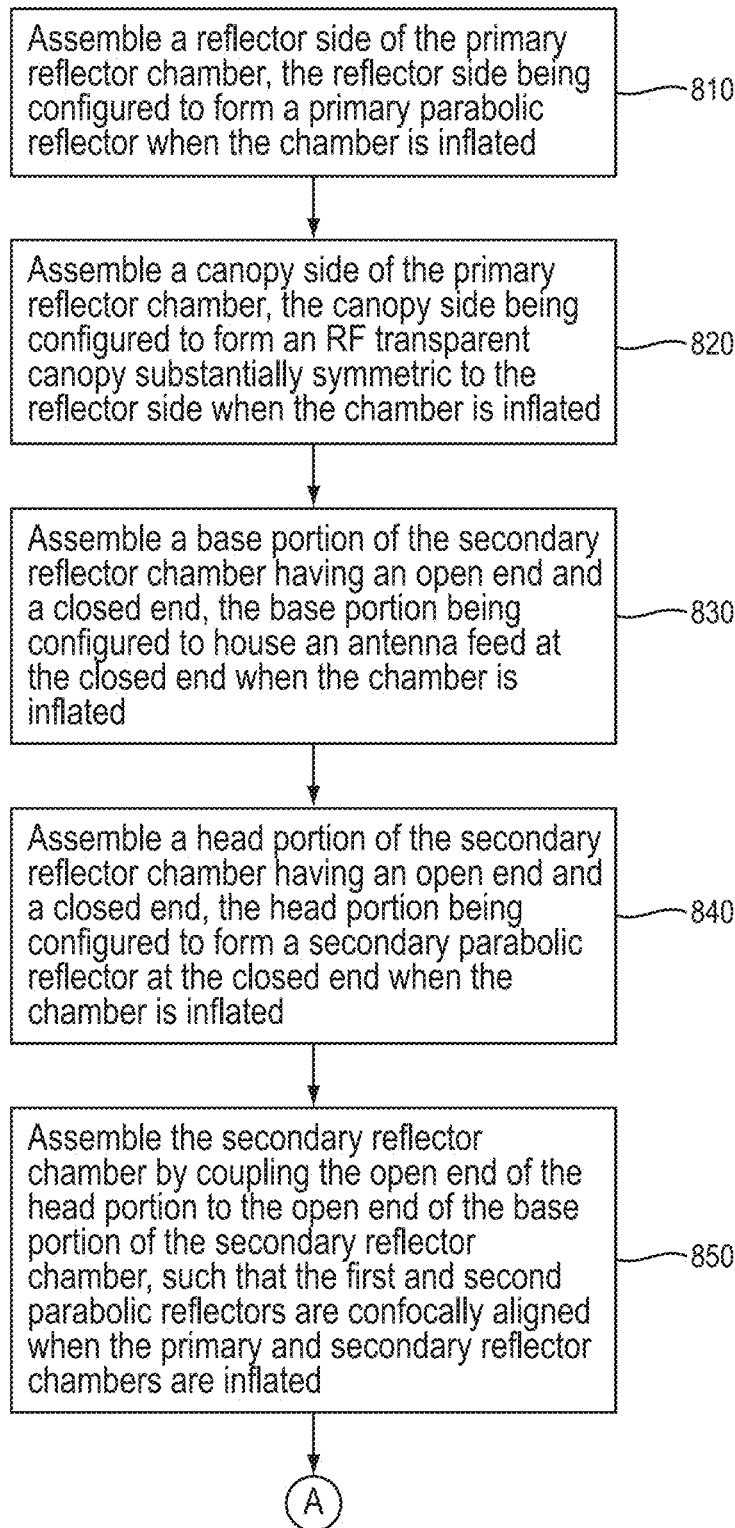 Assemble a reflector side of the primary
reflector chamber, the reflector side being
configured to form a primary parabolic
reflector when the chamber is inflated
810
Assemble a canopy side of the primary
reflector chamber, the canopy side being
configured to form an RF transparent
canopy substantially symmetric to the
reflector side when the chamber is inflated
820
Assemble a base portion of the secondary
reflector chamber having an open end and
a closed end, the base portion being
configured to house an antenna feed at
the closed end when the chamber is
inflated
830
Assemble a head portion of the secondary
reflector chamber having an open end and
a closed end, the head portion being
configured to form a secondary parabolic
reflector at the closed end when the
chamber is inflated
840
Assemble the secondary reflector
chamber by coupling the open end of the
head portion to the open end of the base
portion of the secondary reflector
chamber, such that the first and second
parabolic reflectors are confocally aligned
when the primary and secondary reflector
chambers are inflated
850
A